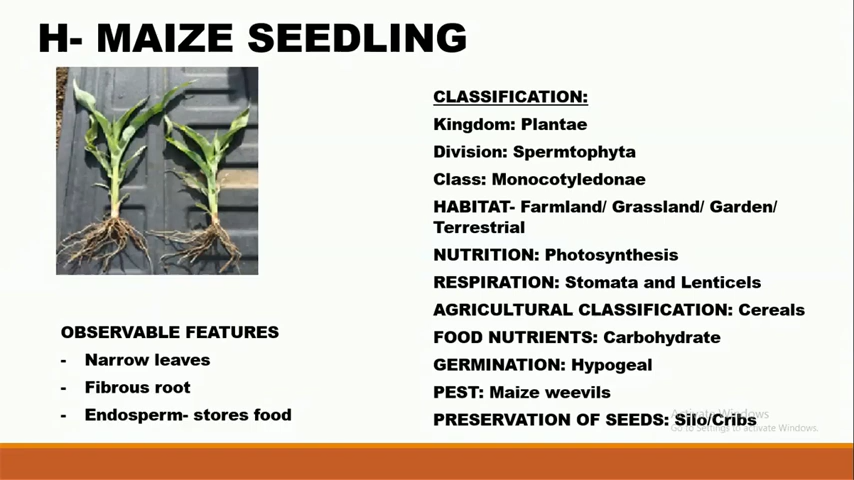 H- MAIZE SEEDLING
CLASSIFICATION:
Kingdom: Plantae
Division: Spermtophyta
Class: Monocotyledonae
HABITAT- Farmland/ Grassland/ Garden/
Terrestrial
NUTRITION: Photosynthesis
RESPIRATION: Stomata and Lenticels
AGRICULTURAL CLASSIFICATION: Cereals
FOOD NUTRIENTS: Carbohydrate
GERMINATION: Hypogeal
PEST: Maize weevils
PRESERVATION OF SEEDS: Silo/Cribs
OBSERVABLE FEATURES
- Narrow leaves
- Fibrous root
- Endosperm- stores food
Activate Windows
Go to Settings to activate Windows.